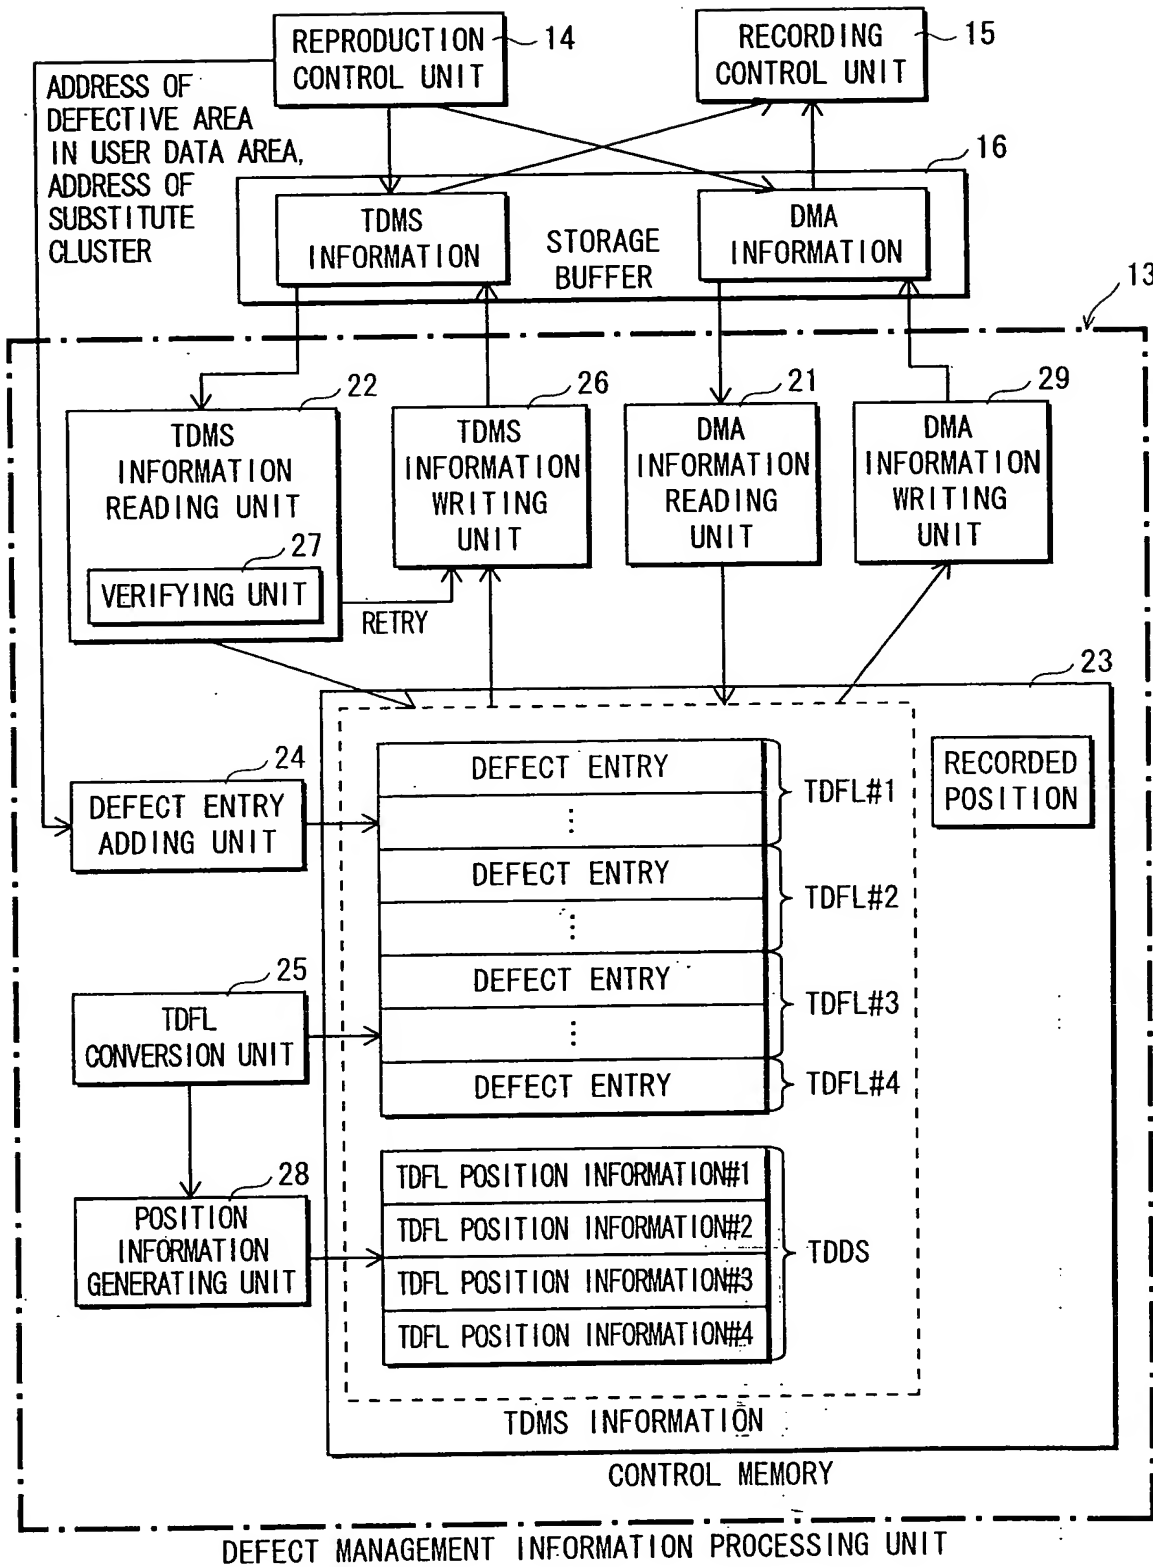 REPRODUCTION
CONTROL UNIT
14
RECORDING
CONTROL UNIT
15
ADDRESS OF
DEFECTIVE AREA
IN USER DATA AREA,
ADDRESS OF
SUBSTITUTE
CLUSTER
16
TDMS
INFORMATION
STORAGE
BUFFER
DMA
INFORMATION
13
22
TDMS
INFORMATION
READING UNIT
27
VERIFYING UNIT
RETRY
26
TDMS
INFORMATION
WRITING
UNIT
21
DMA
INFORMATION
READING
UNIT
29
DMA
INFORMATION
WRITING
UNIT
23
24
DEFECT ENTRY
ADDING UNIT
DEFECT ENTRY
⋮
TDFL#1
RECORDED
POSITION
DEFECT ENTRY
⋮
TDFL#2
25
TDFL
CONVERSION UNIT
DEFECT ENTRY
⋮
TDFL#3
DEFECT ENTRY
TDFL#4
28
POSITION
INFORMATION
GENERATING UNIT
TDFL POSITION INFORMATION#1
TDFL POSITION INFORMATION#2
TDFL POSITION INFORMATION#3
TDFL POSITION INFORMATION#4
TDDS
TDMS INFORMATION
CONTROL MEMORY
DEFECT MANAGEMENT INFORMATION PROCESSING UNIT